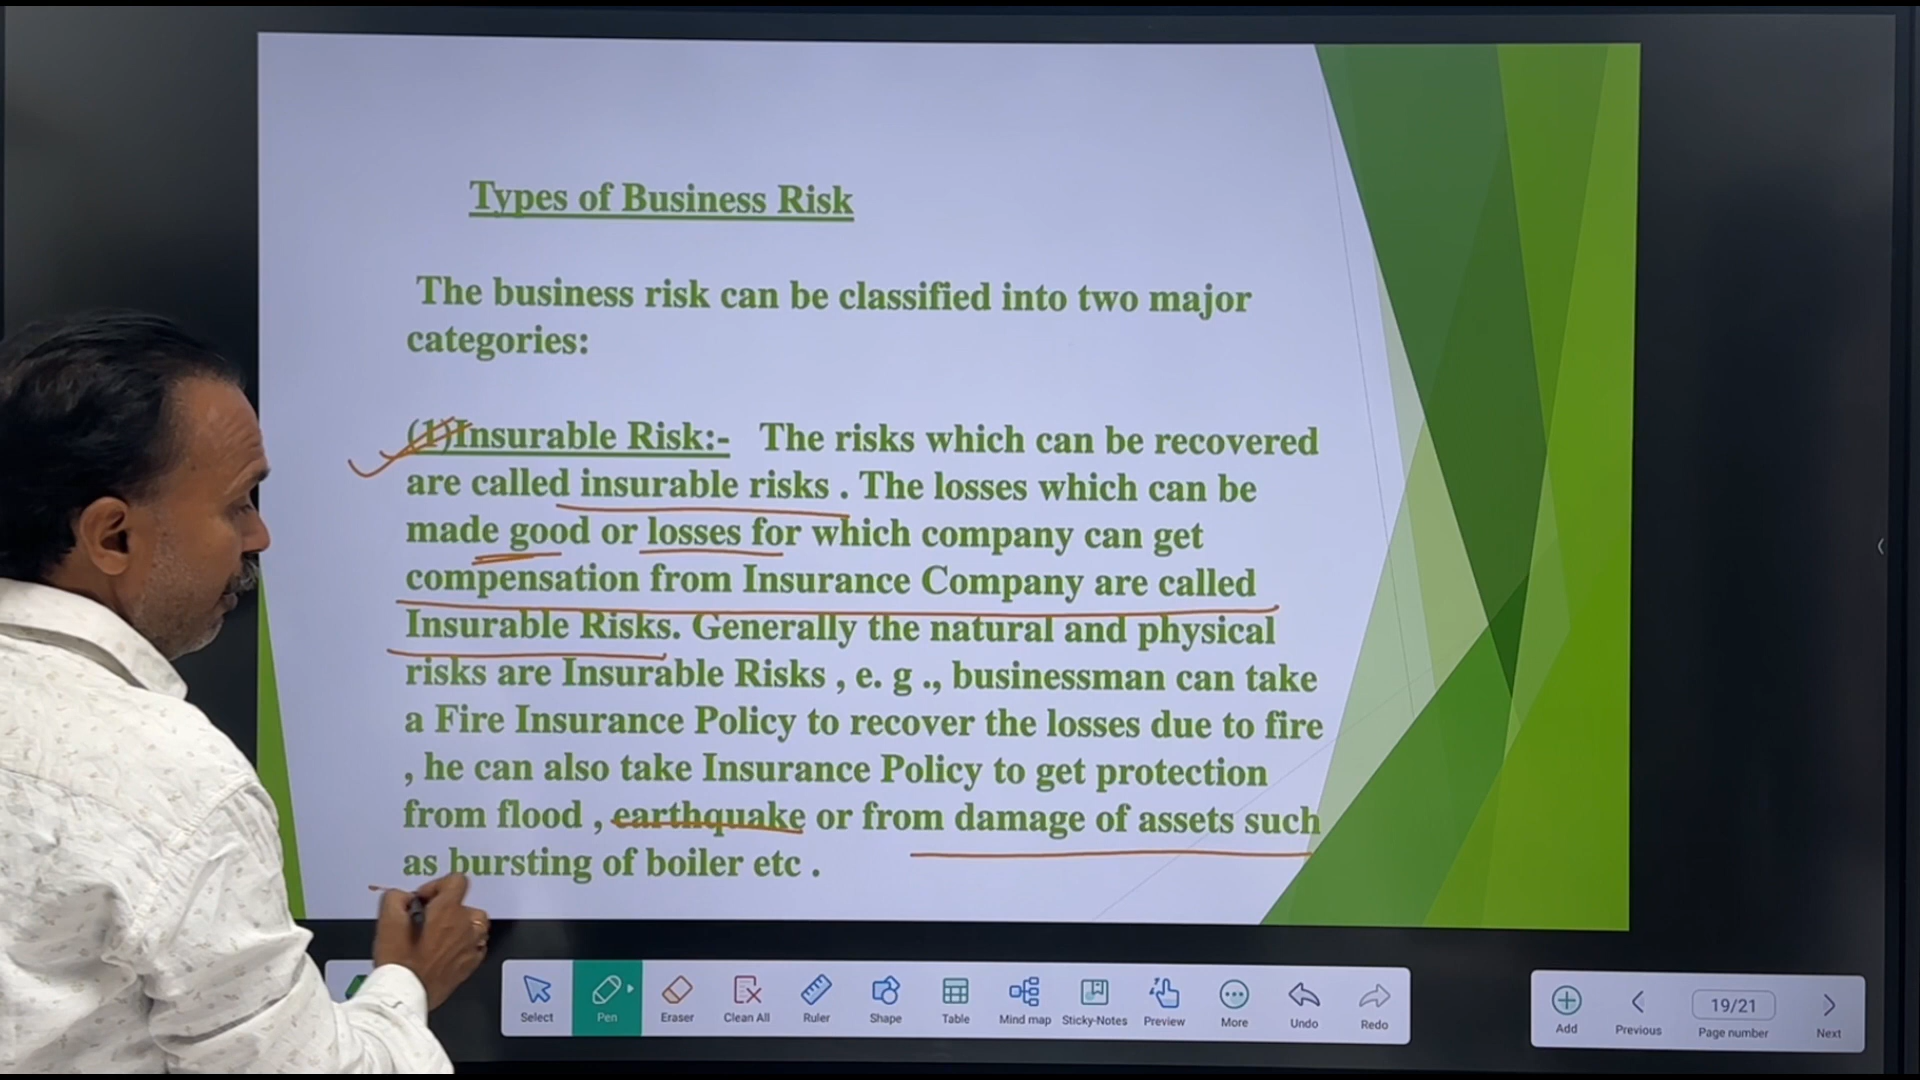 Types of Business Risk
The business risk can be classified into two major
categories:
(1)Insurable Risk:- The risks which can be recovered
are called insurable risks . The losses which can be
made good or losses for which company can get
compensation from Insurance Company are called
Insurable Risks. Generally the natural and physical
risks are Insurable Risks , e. g ., businessman can take
a Fire Insurance Policy to recover the losses due to fire
, he can also take Insurance Policy to get protection
from flood , earthquake or from damage of assets such
as bursting of boiler etc .
Select Pen Eraser Clean All Ruler Shape Table Mind map Sticky-Notes Preview More Undo Redo
Add Previous 19/21 Page number Next